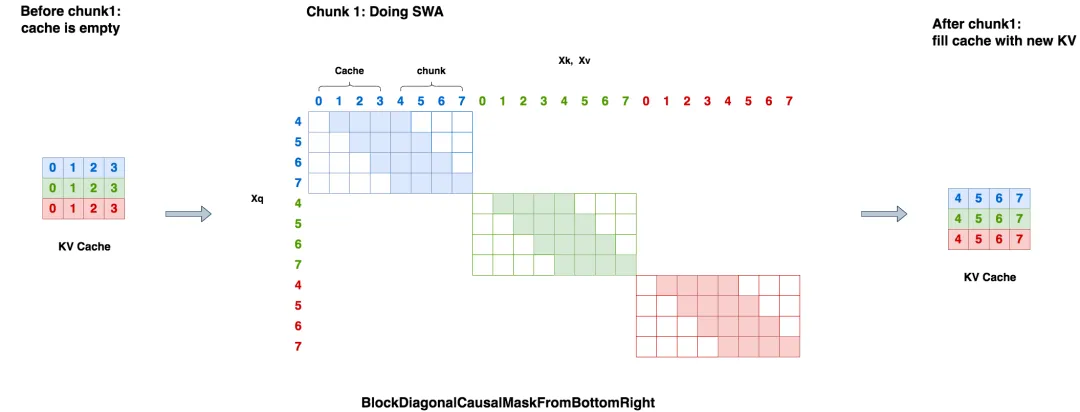 Before chunk1:
cache is empty
Chunk 1: Doing SWA
After chunk1:
fill cache with new KV
Xk, Xv
Cache chunk
0 1 2 3 4 5 6 7 0 1 2 3 4 5 6 7 0 1 2 3 4 5 6 7
4
5
6
7
4
5
6
7
4
5
6
7
Xq
0 1 2 3
0 1 2 3
0 1 2 3
KV Cache
4 5 6 7
4 5 6 7
4 5 6 7
KV Cache
BlockDiagonalCausalMaskFromBottomRight